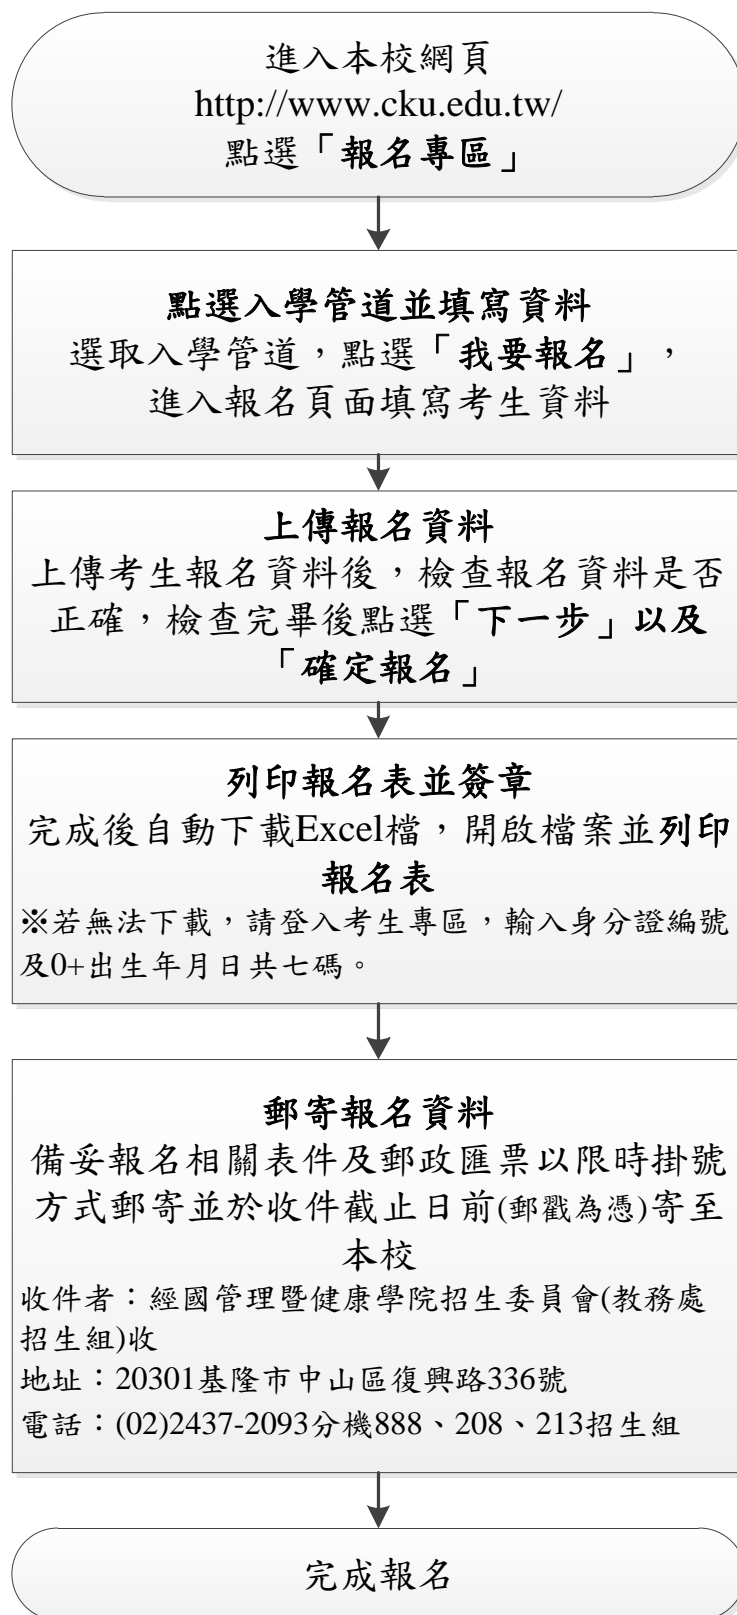 進入本校網頁
http://www.cku.edu.tw/
點選「報名專區」
點選入學管道並填寫資料
選取入學管道，點選「我要報名」，
進入報名頁面填寫考生資料
上傳報名資料
上傳考生報名資料後，檢查報名資料是否
正確，檢查完畢後點選「下一步」以及
「確定報名」
列印報名表並簽章
完成後自動下載Excel檔，開啟檔案並列印
報名表
※若無法下載，請登入考生專區，輸入身分證編號
及0+出生年月日共七碼。
郵寄報名資料
備妥報名相關表件及郵政匯票以限時掛號
方式郵寄並於收件截止日前(郵戳為憑)寄至
本校
收件者：經國管理暨健康學院招生委員會(教務處
招生組)收
地址：20301基隆市中山區復興路336號
電話：(02)2437-2093分機888、208、213招生組
完成報名